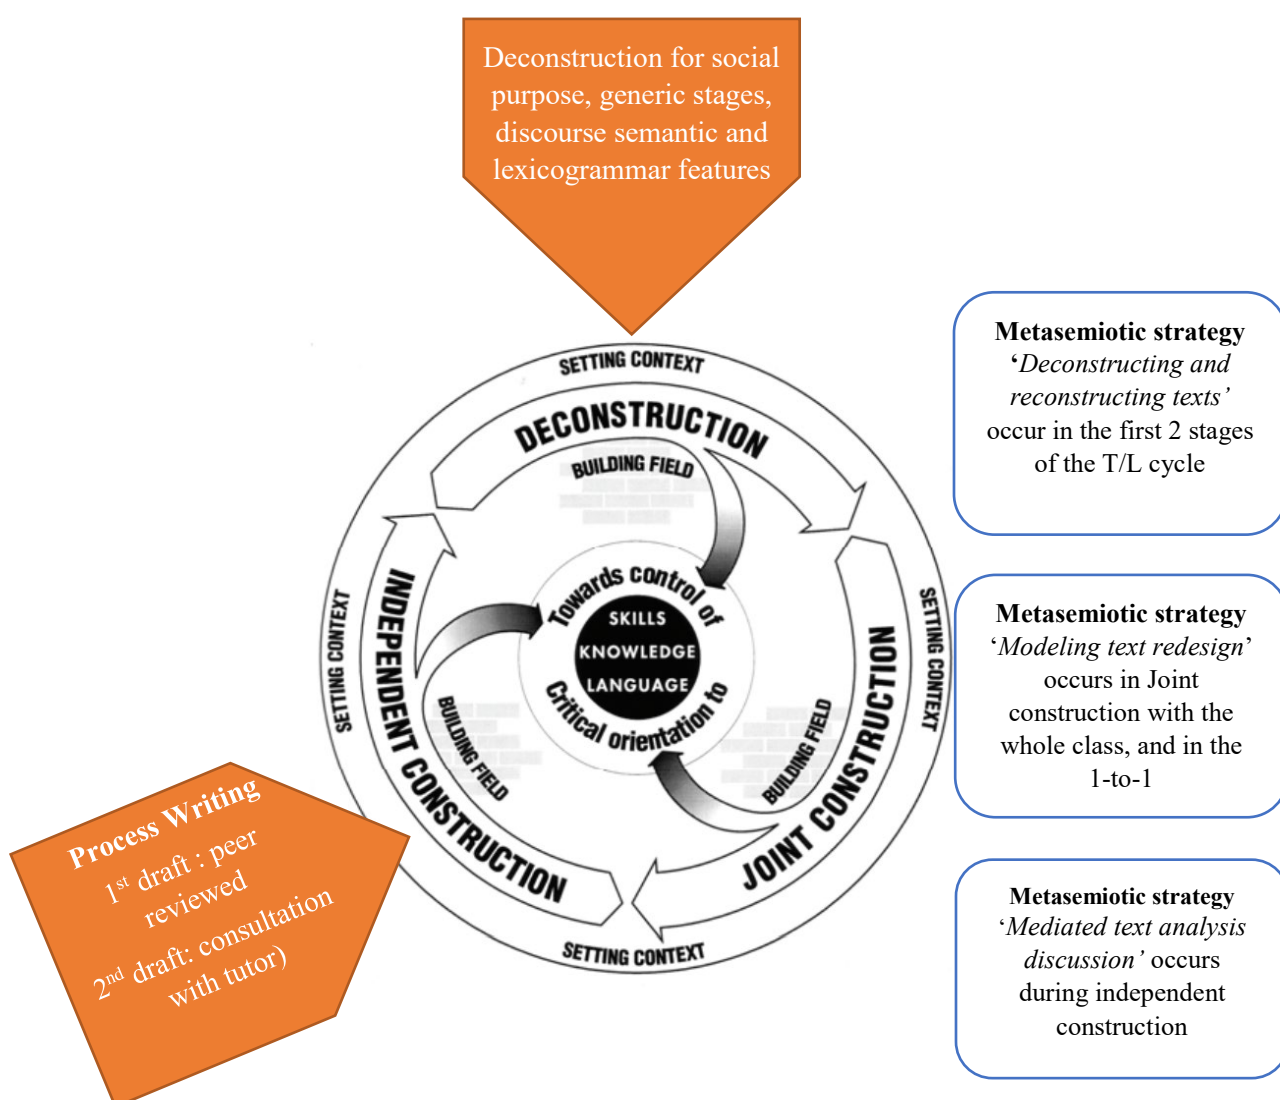 Deconstruction for social
purpose, generic stages,
discourse semantic and
lexicogrammar features
SETTING CONTEXT
DECONSTRUCTION
BUILDING FIELD
SETTING CONTEXT
INDEPENDENT CONSTRUCTION
BUILDING FIELD
Towards control of
SKILLS
KNOWLEDGE
LANGUAGE
Critical orientation to
BUILDING FIELD
JOINT CONSTRUCTION
SETTING CONTEXT
SETTING CONTEXT
Process Writing
1st draft : peer
reviewed
2nd draft: consultation
with tutor)
Metasemiotic strategy
‘Deconstructing and
reconstructing texts’
occur in the first 2 stages
of the T/L cycle
Metasemiotic strategy
‘Modeling text redesign’
occurs in Joint
construction with the
whole class, and in the
1-to-1
Metasemiotic strategy
‘Mediated text analysis
discussion’ occurs
during independent
construction